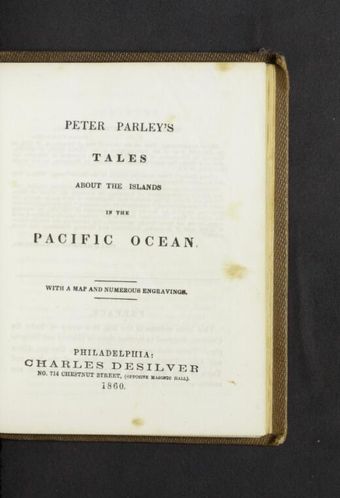 PETER PARLEY'S
TALES
ABOUT THE ISLANDS
IN THE
PACIFIC OCEAN.
WITH A MAP AND NUMEROUS ENGRAVINGS.
PHILADELPHIA:
CHARLES DESILVER
NO. 714 CHESTNUT STREET, (OPPOSITE MASONIC HALL).
1860.